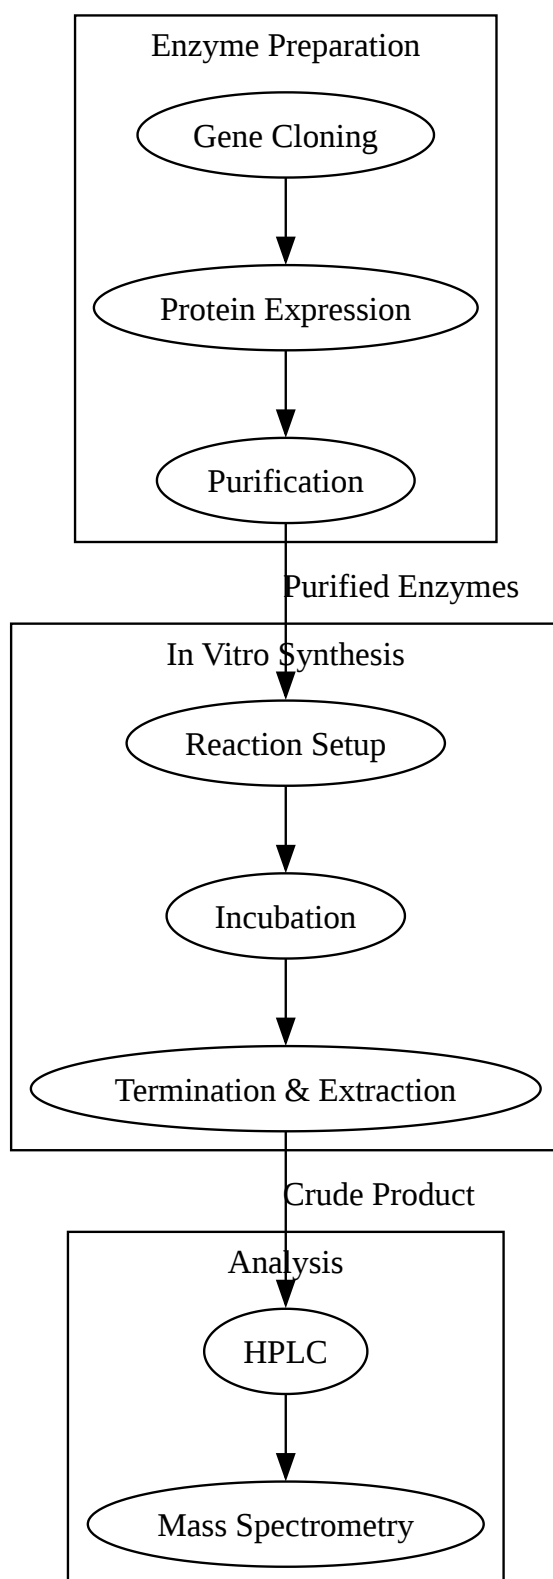 Enzyme Preparation
Gene Cloning
Protein Expression
Purification
Purified Enzymes
In Vitro Synthesis
Reaction Setup
Incubation
Termination & Extraction
Crude Product
Analysis
HPLC
Mass Spectrometry